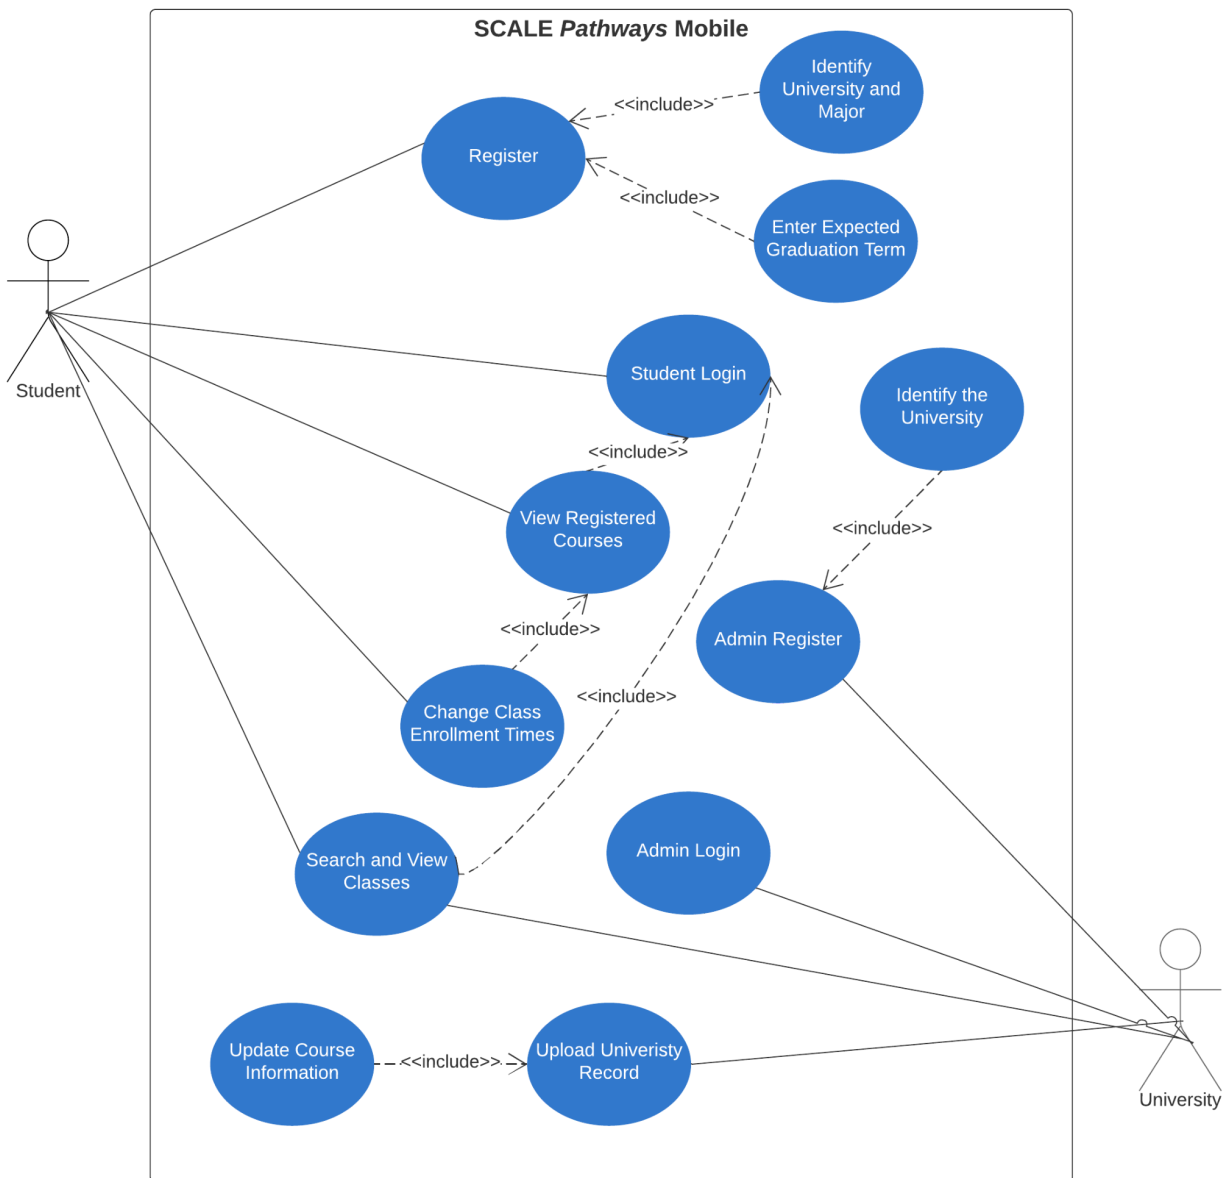 SCALE Pathways Mobile
Identify
University and
Major
<<include>>
Register
<<include>>
Enter Expected
Graduation Term
Student Login
Student
Identify the
University
<<include>>
View Registered
Courses
<<include>>
<<include>>
Admin Register
<<include>>
Change Class
Enrollment Times
Admin Login
Search and View
Classes
Update Course
Information
<<include>>
Upload Univeristy
Record
University